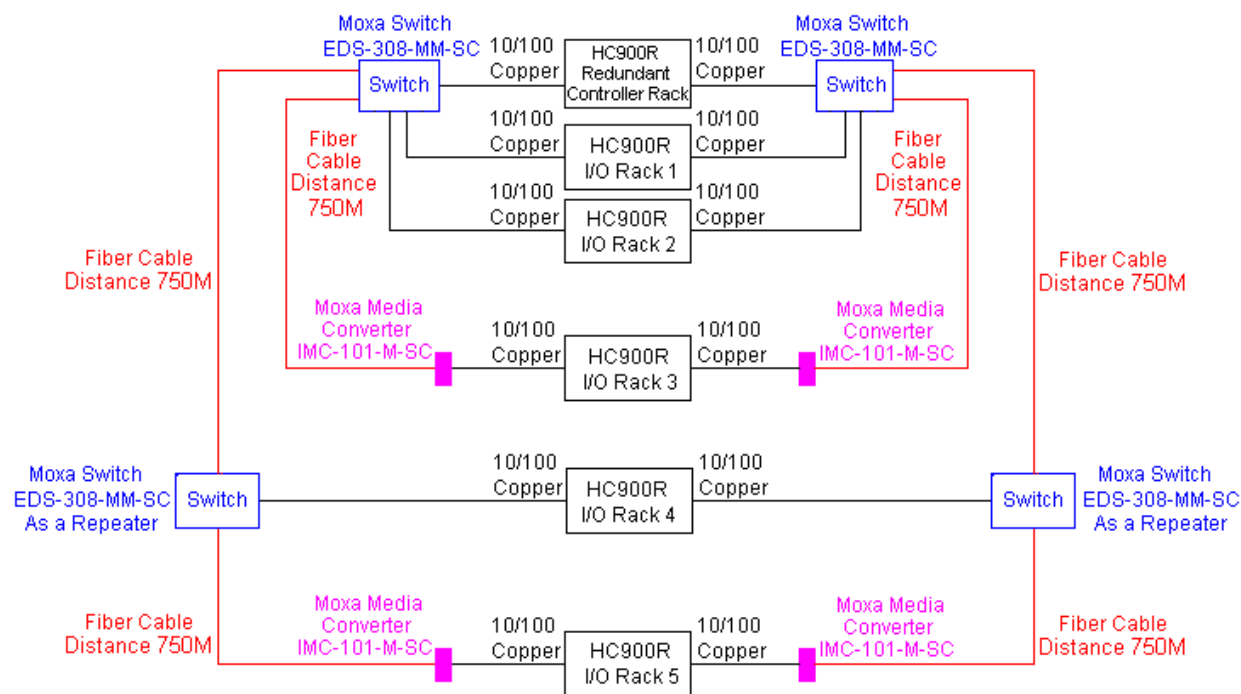 Moxa Switch
EDS-308-MM-SC
Switch
10/100
Copper
HC900R
Redundant
Controller Rack
10/100
Copper
Moxa Switch
EDS-308-MM-SC
Switch
Fiber
Cable
Distance
750M
10/100
Copper
HC900R
I/O Rack 1
10/100
Copper
Fiber
Cable
Distance
750M
10/100
Copper
HC900R
I/O Rack 2
10/100
Copper
Fiber Cable
Distance 750M
Fiber Cable
Distance 750M
Moxa Media
Converter
IMC-101-M-SC
10/100
Copper
HC900R
I/O Rack 3
10/100
Copper
Moxa Media
Converter
IMC-101-M-SC
Moxa Switch
EDS-308-MM-SC
As a Repeater
Switch
10/100
Copper
HC900R
I/O Rack 4
10/100
Copper
Switch
Moxa Switch
EDS-308-MM-SC
As a Repeater
Fiber Cable
Distance 750M
Moxa Media
Converter
IMC-101-M-SC
10/100
Copper
HC900R
I/O Rack 5
10/100
Copper
Moxa Media
Converter
IMC-101-M-SC
Fiber Cable
Distance 750M